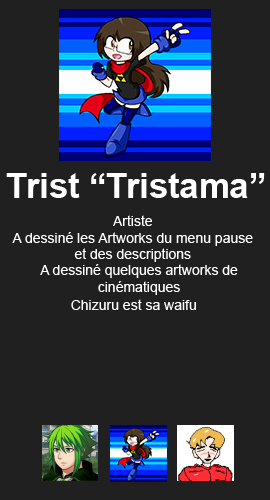 Trist “Tristama”
Artiste
A dessiné les Artworks du menu pause
et des descriptions
A dessiné quelques artworks de
cinématiques
Chizuru est sa waifu